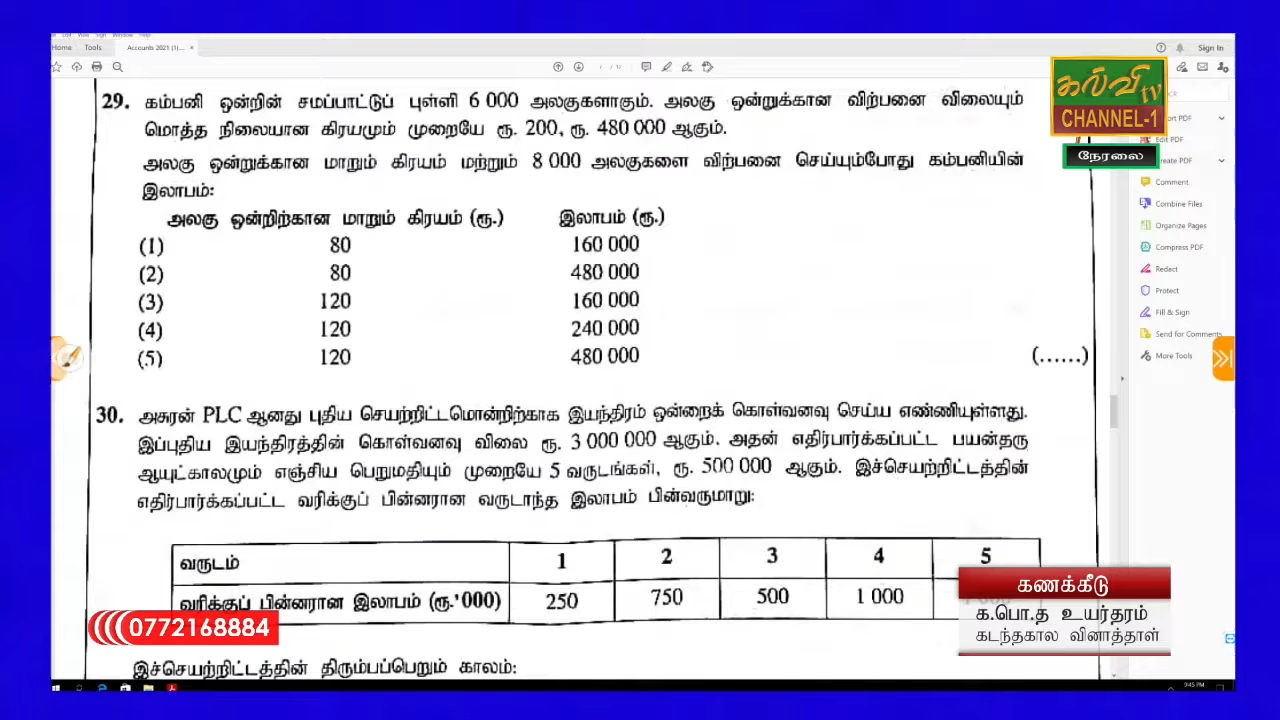 Home Tools Accounts 2021 (1)... × Sign In
கல்வி tv
CHANNEL-1
நேரலை
29. கம்பனி ஒன்றின் சமப்பாட்டுப் புள்ளி 6 000 அலகுகளாகும். அலகு ஒன்றுக்கான விற்பனை விலையும்
மொத்த நிலையான கிரயமும் முறையே ரூ. 200, ரூ. 480 000 ஆகும்.
அலகு ஒன்றுக்கான மாறும் கிரயம் மற்றும் 8 000 அலகுகளை விற்பனை செய்யும்போது கம்பனியின்
இலாபம்:
அலகு ஒன்றிற்கான மாறும் கிரயம் (ரூ.) இலாபம் (ரூ.)
(1) 80 160 000
(2) 80 480 000
(3) 120 160 000
(4) 120 240 000
(5) 120 480 000
(......)
30. அசுரன் PLC ஆனது புதிய செயற்றிட்டமொன்றிற்காக இயந்திரம் ஒன்றைக் கொள்வனவு செய்ய எண்ணியுள்ளது.
இப்புதிய இயந்திரத்தின் கொள்வனவு விலை ரூ. 3 000 000 ஆகும். அதன் எதிர்பார்க்கப்பட்ட பயன்தரு
ஆயுட்காலமும் எஞ்சிய பெறுமதியும் முறையே 5 வருடங்கள், ரூ. 500 000 ஆகும். இச்செயற்றிட்டத்தின்
எதிர்பார்க்கப்பட்ட வரிக்குப் பின்னரான வருடாந்த இலாபம் பின்வருமாறு:
வருடம் 1 2 3 4 5
வரிக்குப் பின்னரான இலாபம் (ரூ.'000) 250 750 500 1 000
இச்செயற்றிட்டத்தின் திரும்பப்பெறும் காலம்:
0772168884
கணக்கீடு
க.பொ.த உயர்தரம்
கடந்தகால வினாத்தாள்
Edit PDF
Comment
Combine Files
Organize Pages
Compress PDF
Redact
Protect
Fill & Sign
Send for Comments
More Tools
9:45 PM